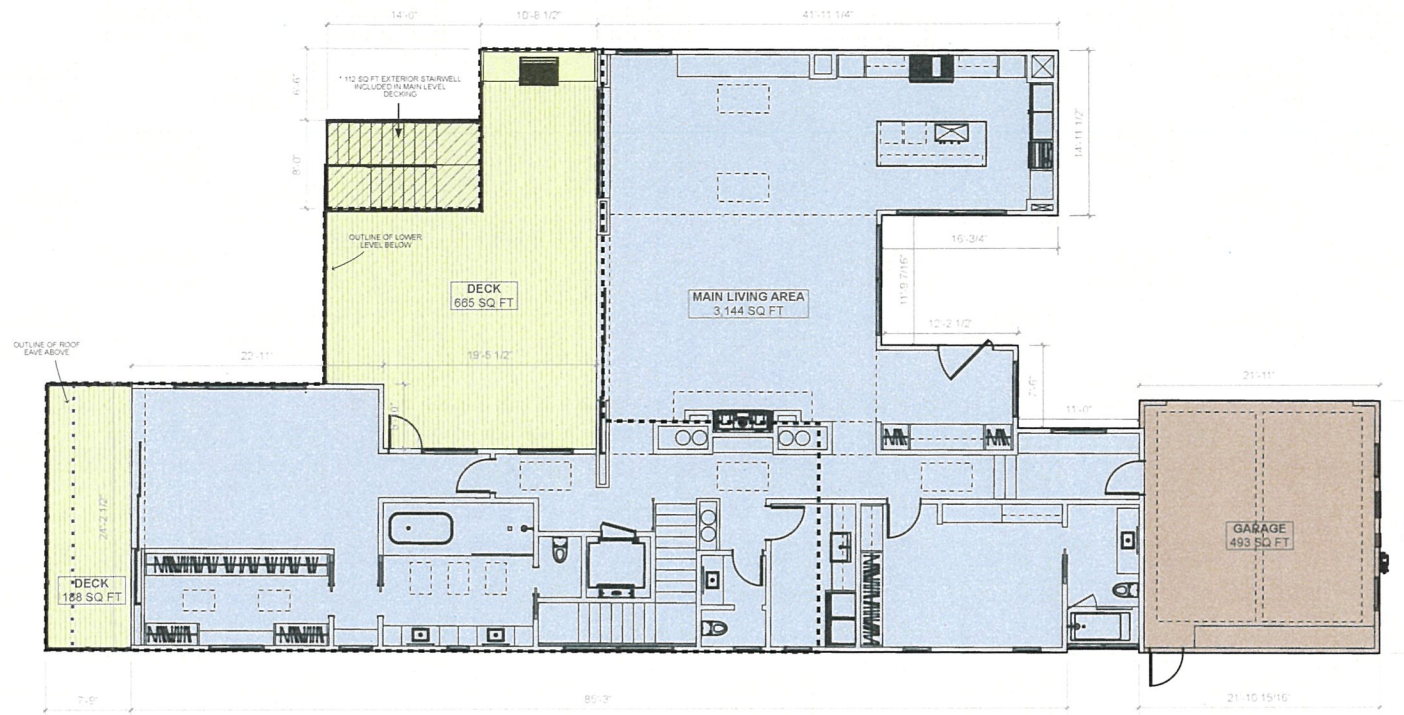 14'-0"
10'-8 1/2"
41'-11 1/4"
6'-6"
* 112 SQ FT EXTERIOR STAIRWELL
INCLUDED IN MAIN LEVEL
DECKING
8'-0"
14'-11 1/2"
OUTLINE OF LOWER
LEVEL BELOW
16'-3/4"
11'-9 7/16"
DECK
665 SQ FT
MAIN LIVING AREA
3,144 SQ FT
12'-2 1/2"
OUTLINE OF ROOF
EAVE ABOVE
22'-11"
19'-5 1/2"
7'-6"
21'-11"
11'-0"
24'-2 1/2"
GARAGE
493 SQ FT
DECK
188 SQ FT
7'-9"
85'-3"
21'-10 15/16"